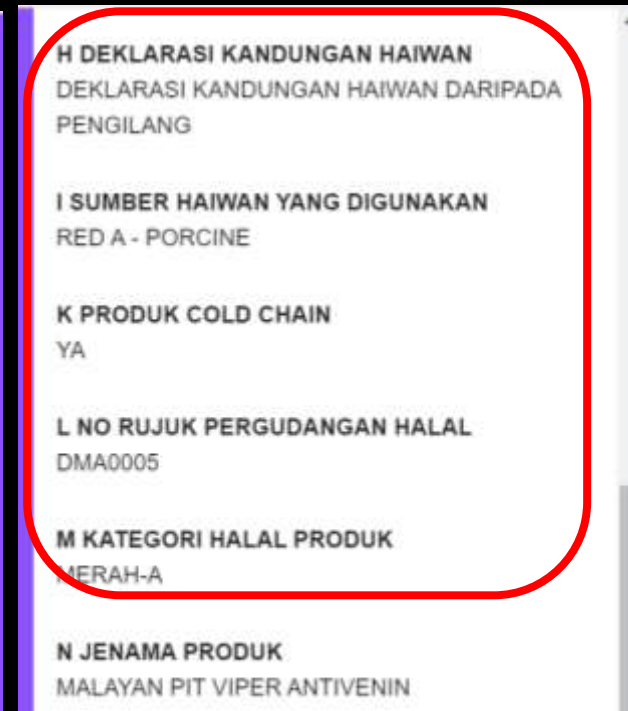 H DEKLARASI KANDUNGAN HAIWAN
DEKLARASI KANDUNGAN HAIWAN DARIPADA
PENGILANG
I SUMBER HAIWAN YANG DIGUNAKAN
RED A - PORCINE
K PRODUK COLD CHAIN
YA
L NO RUJUK PERGUDANGAN HALAL
DMA0005
M KATEGORI HALAL PRODUK
MERAH-A
N JENAMA PRODUK
MALAYAN PIT VIPER ANTIVENIN